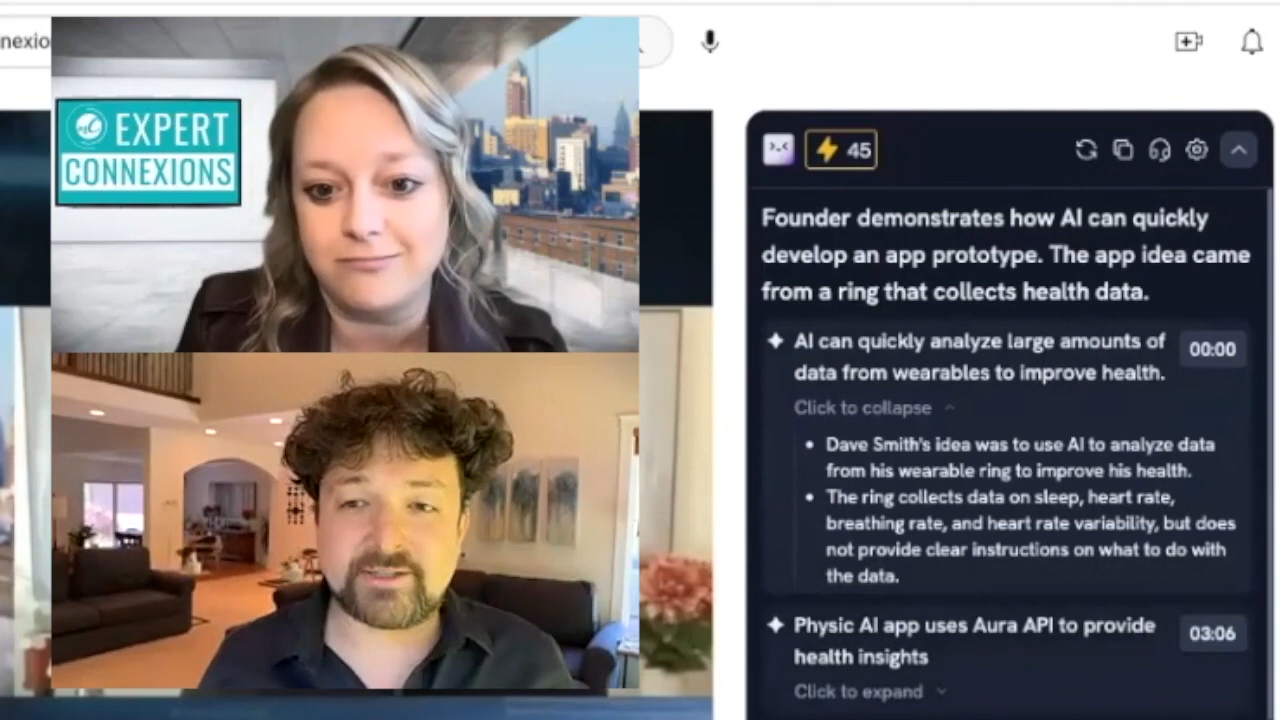 nexio
EXPERT
CONNEXIONS
45
Founder demonstrates how AI can quickly
develop an app prototype. The app idea came
from a ring that collects health data.
AI can quickly analyze large amounts of
data from wearables to improve health.
00:00
Click to collapse
Dave Smith's idea was to use AI to analyze data
from his wearable ring to improve his health.
The ring collects data on sleep, heart rate,
breathing rate, and heart rate variability, but does
not provide clear instructions on what to do with
the data.
Physic AI app uses Aura API to provide
health insights
03:06
Click to expand